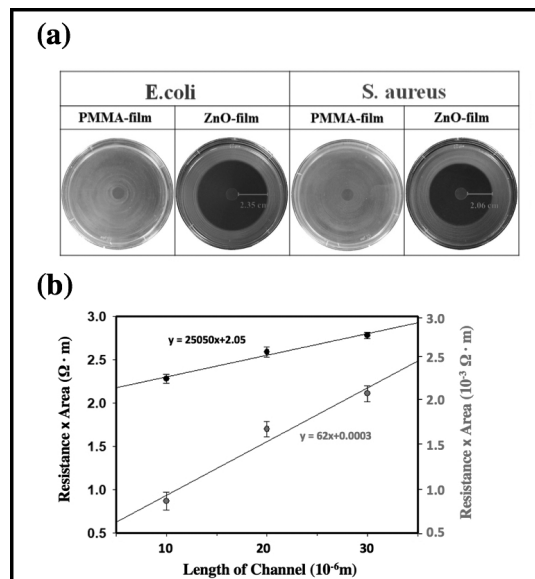 (a)
E.coli S. aureus
PMMA-film ZnO-film PMMA-film ZnO-film
2.35 cm 2.06 cm
(b)
Resistance x Area (Ω · m)
3.0
2.5
2.0
1.5
1.0
0.5
y = 25050x+2.05
y = 62x+0.0003
3.0
2.5
2.0
1.5
1.0
0.5
Resistance x Area (10⁻³ Ω · m)
10 20 30
Length of Channel (10⁻⁶m)